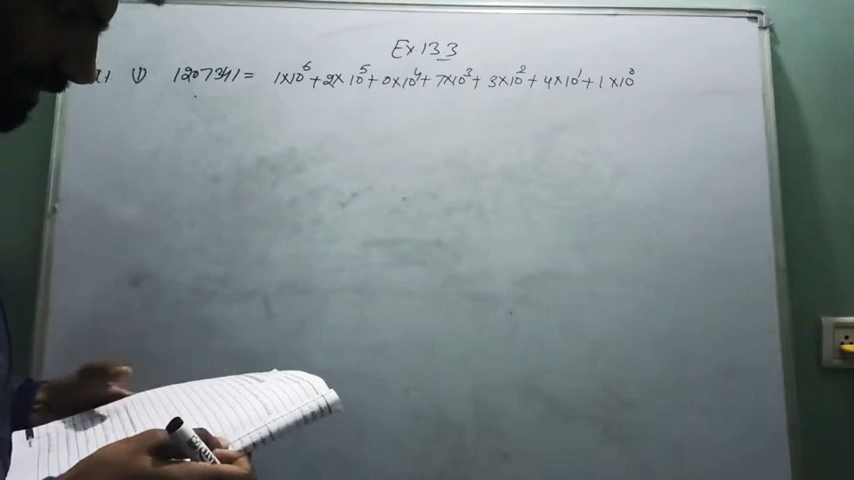 Ex 13.3
(i) 1207341 = 1×10⁶ + 2×10⁵ + 0×10⁴ + 7×10³ + 3×10² + 4×10¹ + 1×10⁰